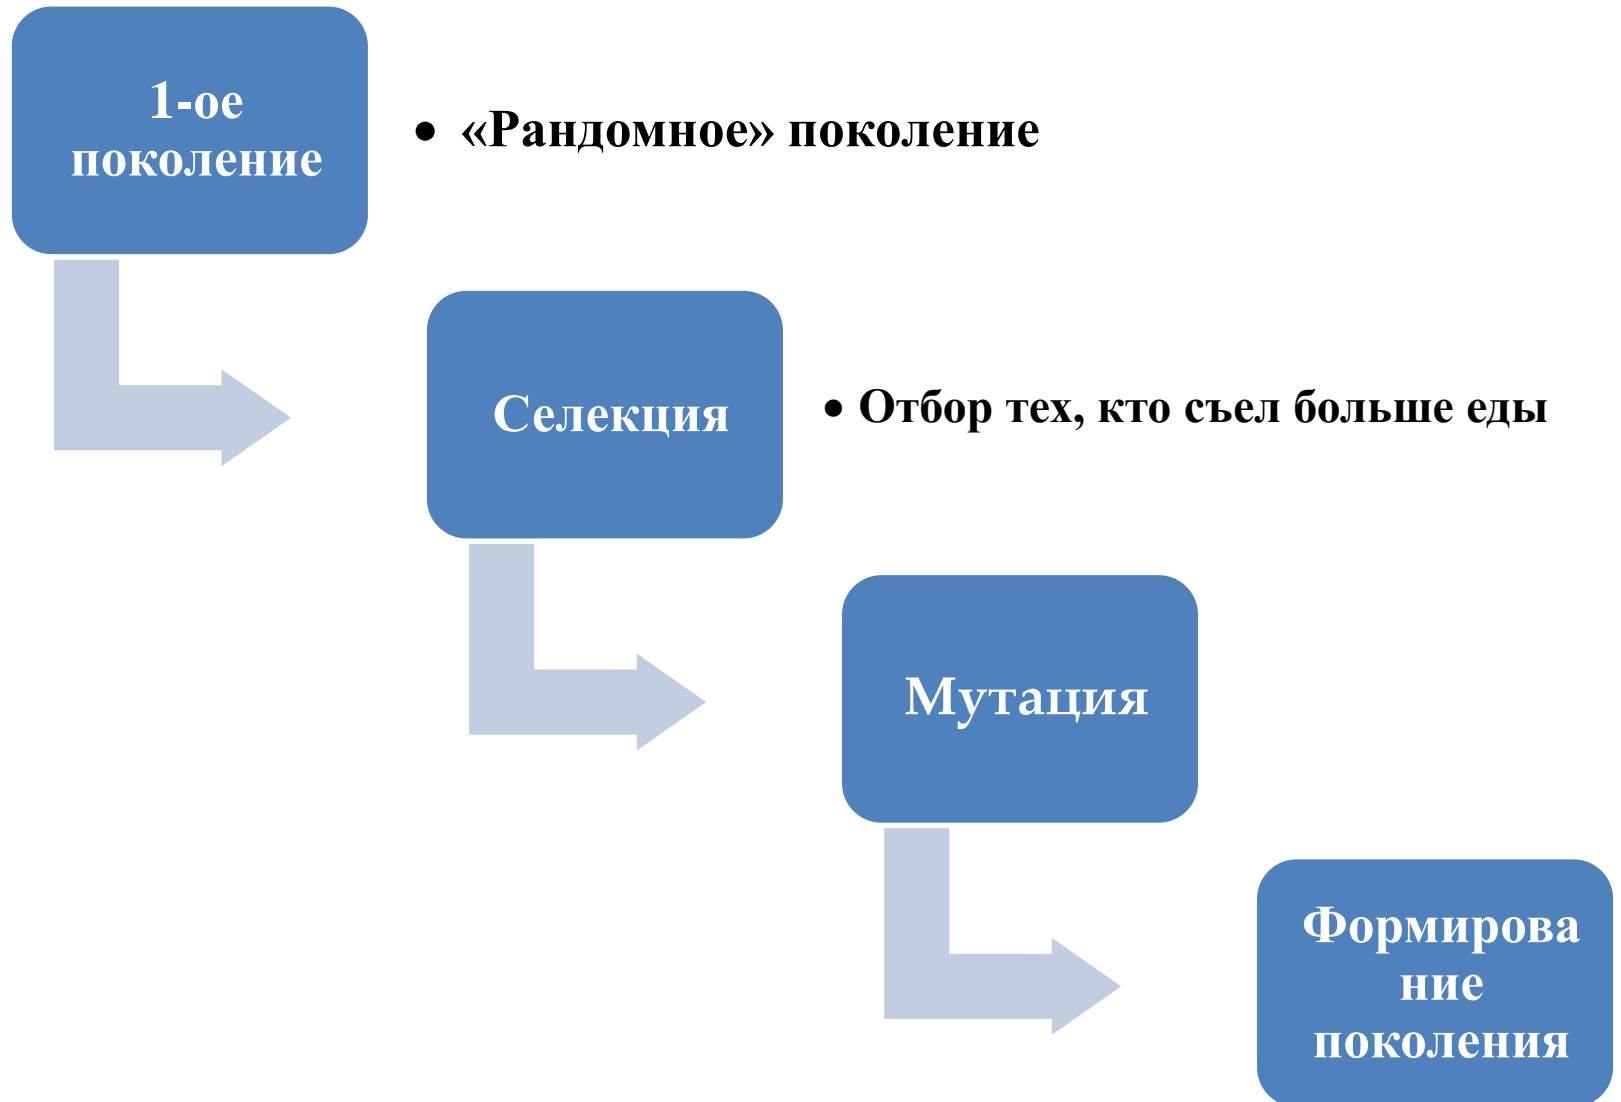 1-ое
поколение
• «Рандомное» поколение
Селекция
• Отбор тех, кто съел больше еды
Мутация
Формирова
ние
поколения